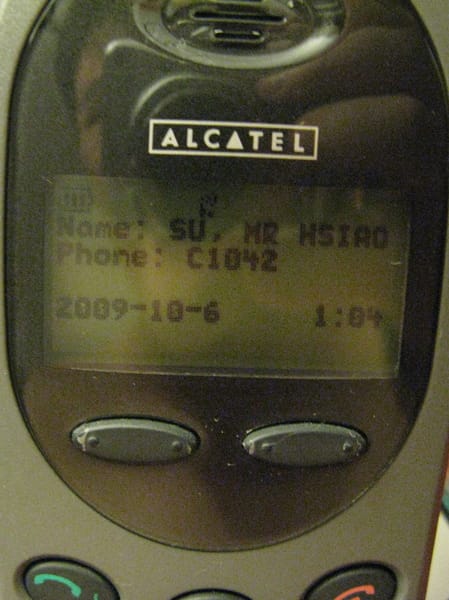 ALCATEL
Name: SU, MR HSIAO
Phone: C1042
2009-10-6 1:04